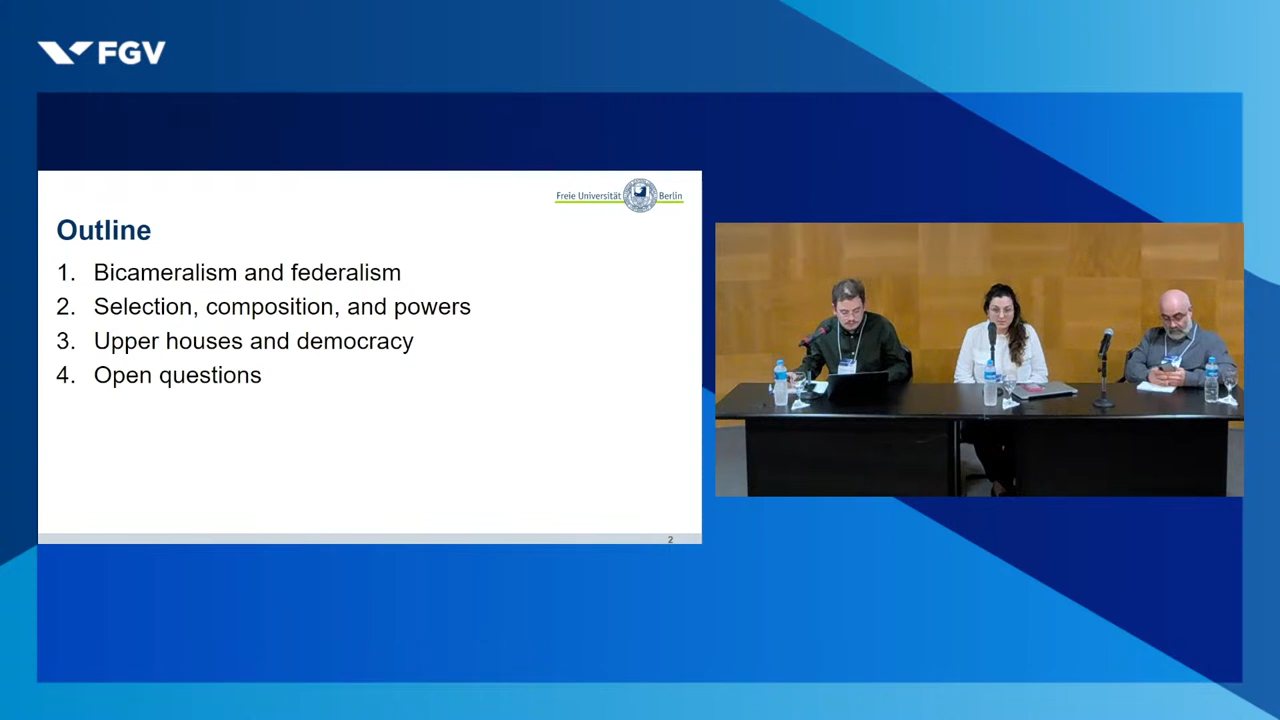 FGV
Freie Universität Berlin
Outline
1. Bicameralism and federalism
2. Selection, composition, and powers
3. Upper houses and democracy
4. Open questions
2